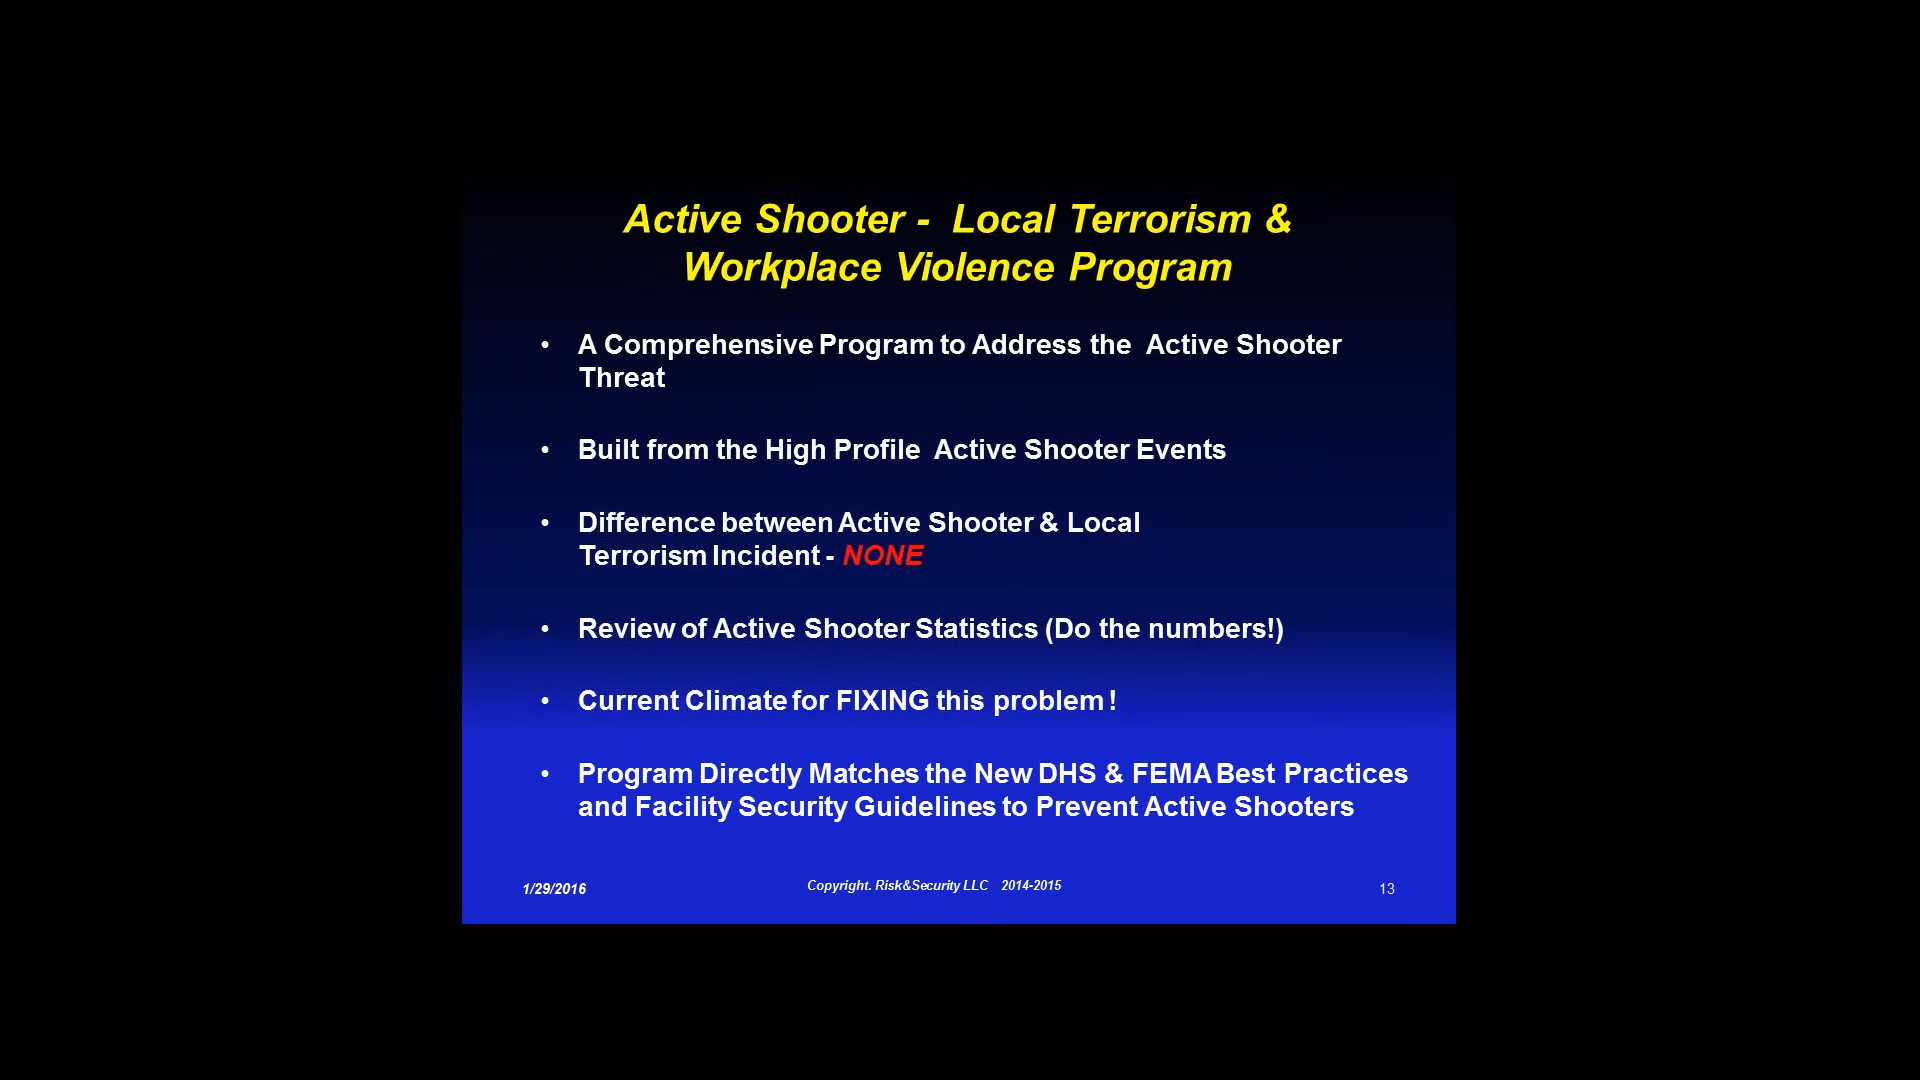 Active Shooter - Local Terrorism &
Workplace Violence Program
• A Comprehensive Program to Address the Active Shooter
Threat
• Built from the High Profile Active Shooter Events
• Difference between Active Shooter & Local
Terrorism Incident - NONE
• Review of Active Shooter Statistics (Do the numbers!)
• Current Climate for FIXING this problem !
• Program Directly Matches the New DHS & FEMA Best Practices
and Facility Security Guidelines to Prevent Active Shooters
1/29/2016 Copyright. Risk&Security LLC 2014-2015 13